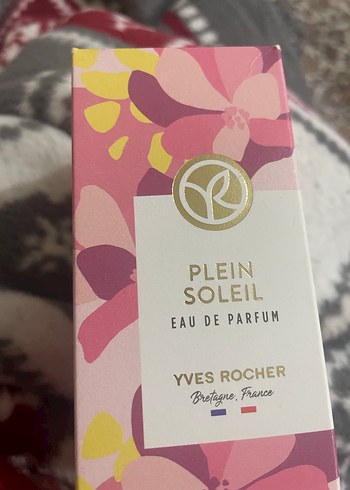 PLEIN
SOLEIL
EAU DE PARFUM
YVES ROCHER
Bretagne, France